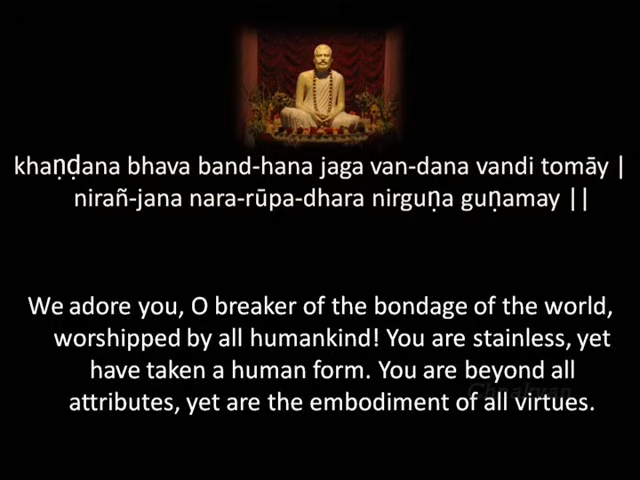 khaṇḍana bhava band-hana jaga van-dana vandi tomāy |
nirañ-jana nara-rūpa-dhara nirguṇa guṇamay ||
We adore you, O breaker of the bondage of the world,
worshipped by all humankind! You are stainless, yet
have taken a human form. You are beyond all
attributes, yet are the embodiment of all virtues.